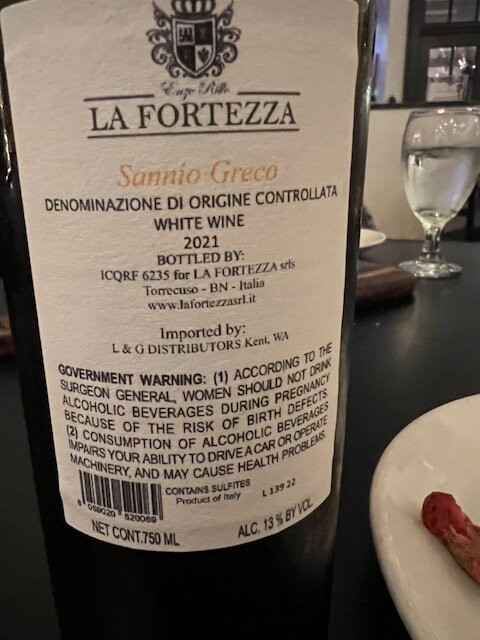 Enzo Rillo
LA FORTEZZA
Sannio Greco
DENOMINAZIONE DI ORIGINE CONTROLLATA
WHITE WINE
2021
BOTTLED BY:
ICQRF 6235 for LA FORTEZZA srls
Torrecuso - BN - Italia
www.lafortezzasrl.it
Imported by:
L & G DISTRIBUTORS Kent, WA
GOVERNMENT WARNING: (1) ACCORDING TO THE
SURGEON GENERAL, WOMEN SHOULD NOT DRINK
ALCOHOLIC BEVERAGES DURING PREGNANCY
BECAUSE OF THE RISK OF BIRTH DEFECTS.
(2) CONSUMPTION OF ALCOHOLIC BEVERAGES
IMPAIRS YOUR ABILITY TO DRIVE A CAR OR OPERATE
MACHINERY, AND MAY CAUSE HEALTH PROBLEMS.
CONTAINS SULFITES
Product of Italy
L 139 22
8 059020 520069
NET CONT.750 ML
ALC. 13 % BY VOL.